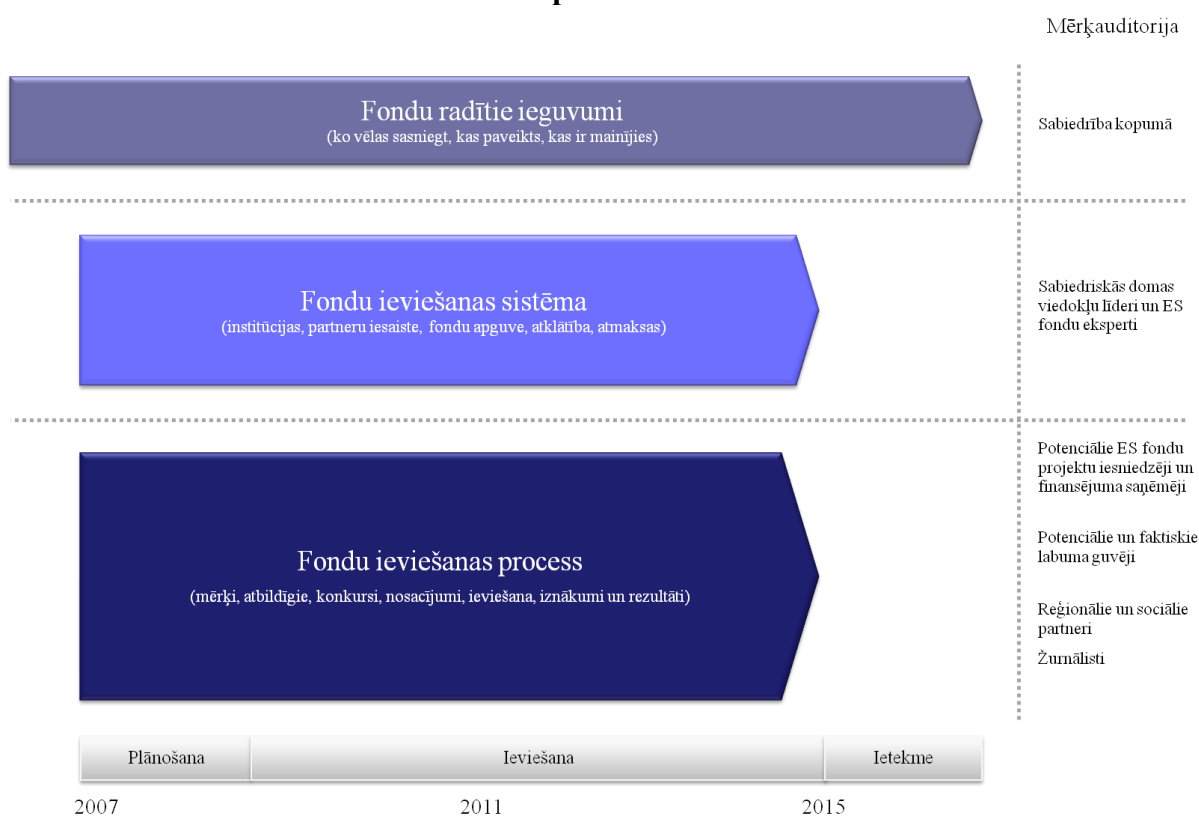 Mērķauditorija
Fondu radītie ieguvumi
(ko vēlas sasniegt, kas paveikts, kas ir mainījies)
Sabiedrība kopumā
Fondu ieviešanas sistēma
(institūcijas, partneru iesaiste, fondu apguve, atklātība, atmaksas)
Sabiedriskās domas
viedokļu līderi un ES
fondu eksperti
Fondu ieviešanas process
(mērķi, atbildīgie, konkursi, nosacījumi, ieviešana, iznākumi un rezultāti)
Potenciālie ES fondu
projektu iesniedzēji un
finansējuma saņēmēji
Potenciālie un faktiskie
labuma guvēji
Reģionālie un sociālie
partneri
Žurnālisti
Plānošana
Ieviešana
Ietekme
2007
2011
2015